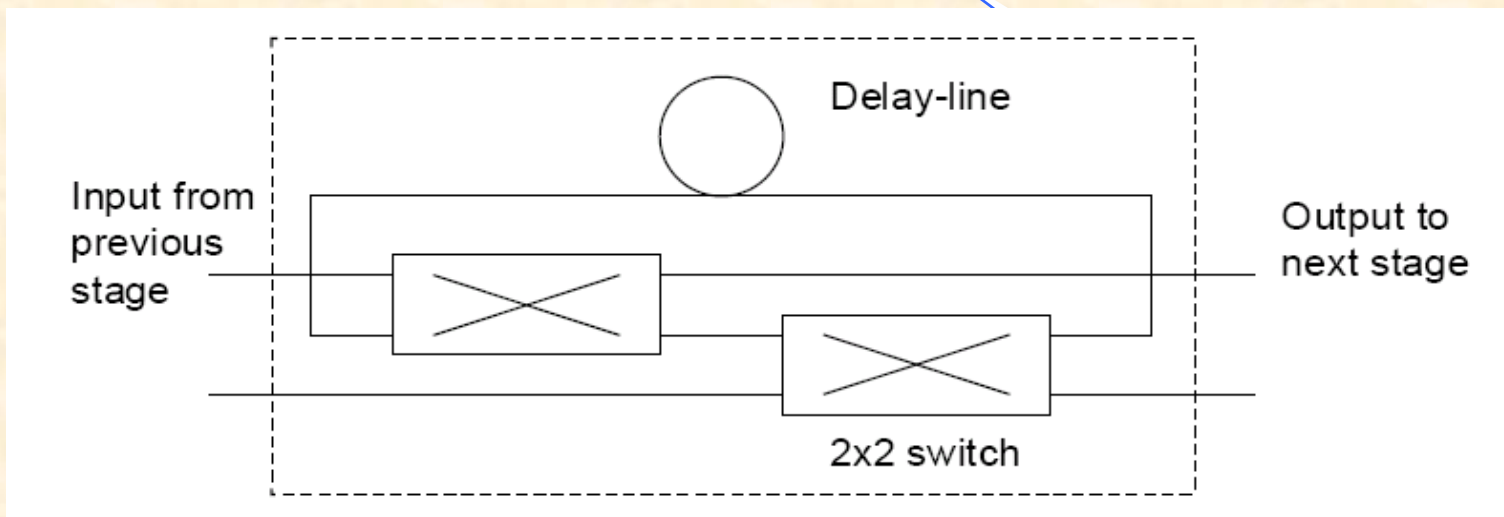 Delay-line
Input from
previous
stage
Output to
next stage
2x2 switch